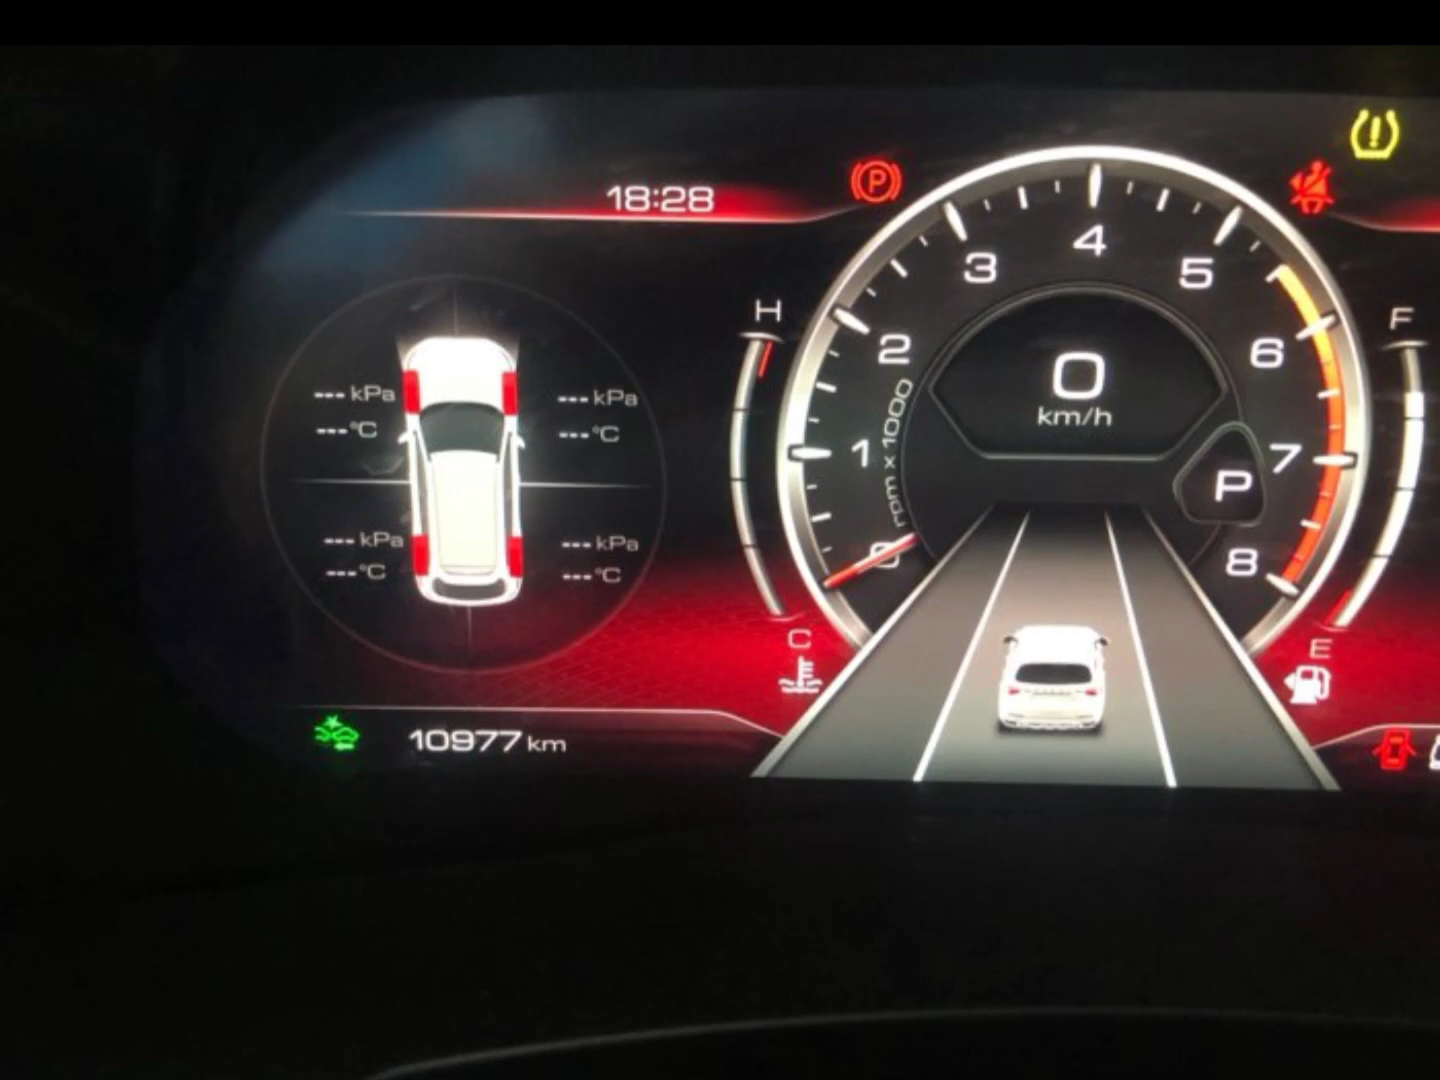 18:28
P
--- kPa
--- °C
--- kPa
--- °C
--- kPa
--- °C
--- kPa
--- °C
10977 km
H
C
0
1
2
3
4
5
6
7
8
rpm x 1000
0
km/h
P
F
E